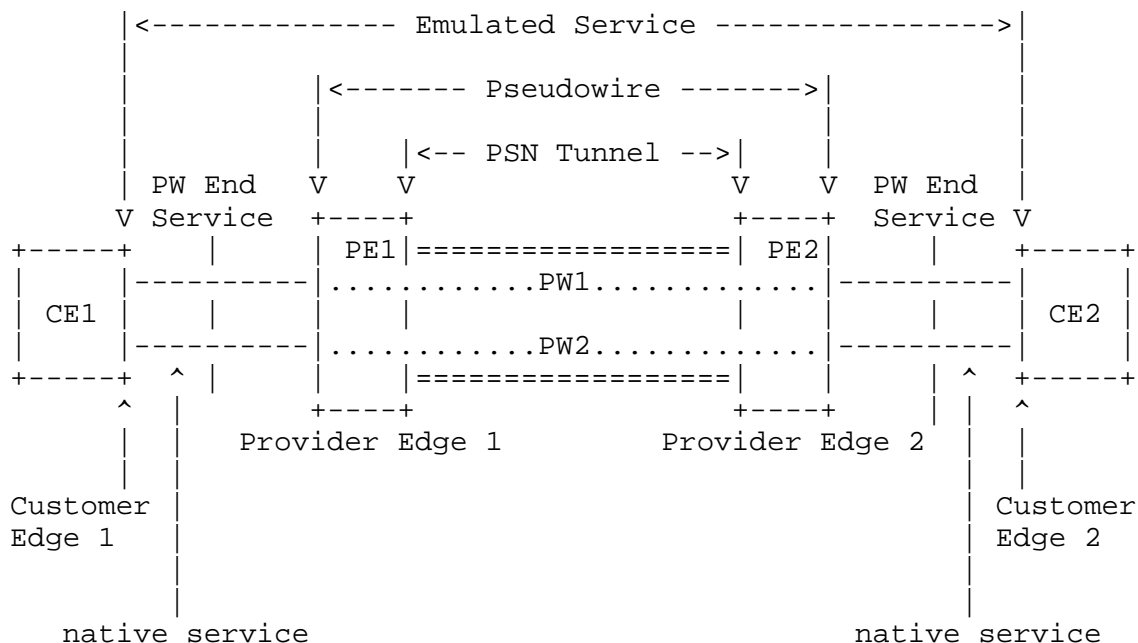 |<-------------- Emulated Service ---------------->|
|<------- Pseudowire ------->|
|<-- PSN Tunnel -->|
PW End V V V V PW End
V Service +----+ +----+ Service V
+-----+ | | PE1|==================| PE2| | +-----+
|----------|............PW1..............|----------|
CE1 CE2
|----------|............PW2..............|----------|
+-----+ ^ | |==================| | ^ +-----+
^ +----+ +----+ ^
Provider Edge 1 Provider Edge 2
Customer Customer
Edge 1 Edge 2
native service native service